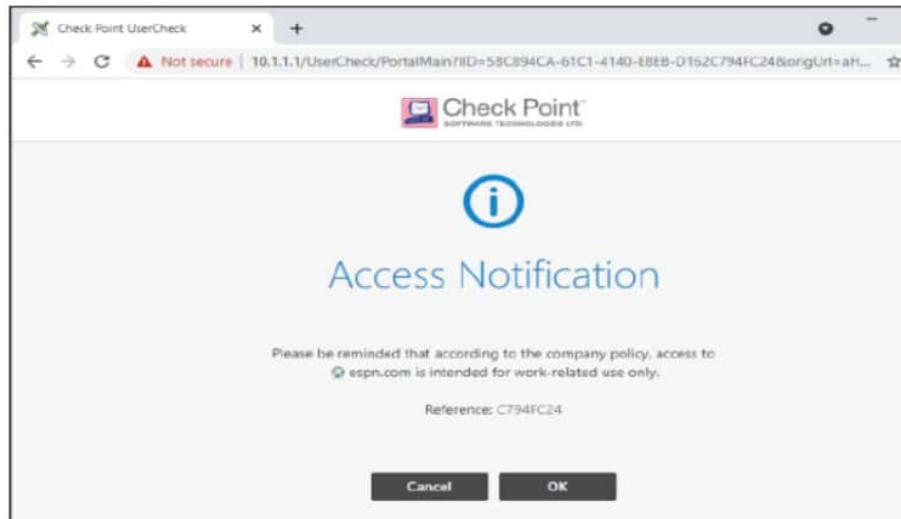 Check Point UserCheck
Not secure | 10.1.1.1/UserCheck/PortalMain?IID=58C894CA-61C1-4140-E8EB-D162C794FC24&origUrl=aH...
Check Point™
SOFTWARE TECHNOLOGIES LTD.
Access Notification
Please be reminded that according to the company policy, access to
espn.com is intended for work-related use only.
Reference: C794FC24
Cancel OK